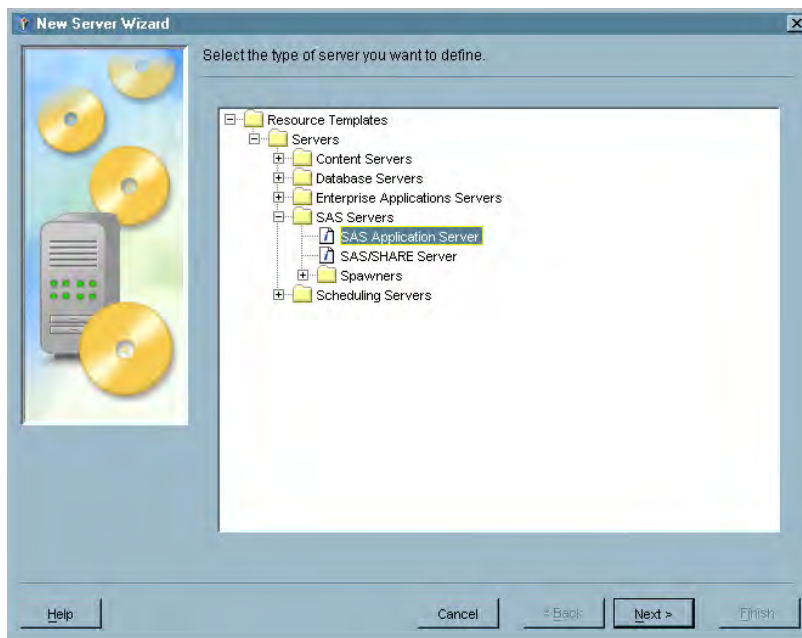 New Server Wizard
Select the type of server you want to define.
Resource Templates
Servers
Content Servers
Database Servers
Enterprise Applications Servers
SAS Servers
SAS Application Server
SAS/SHARE Server
Spawners
Scheduling Servers
Help Cancel < Back Next > Finish